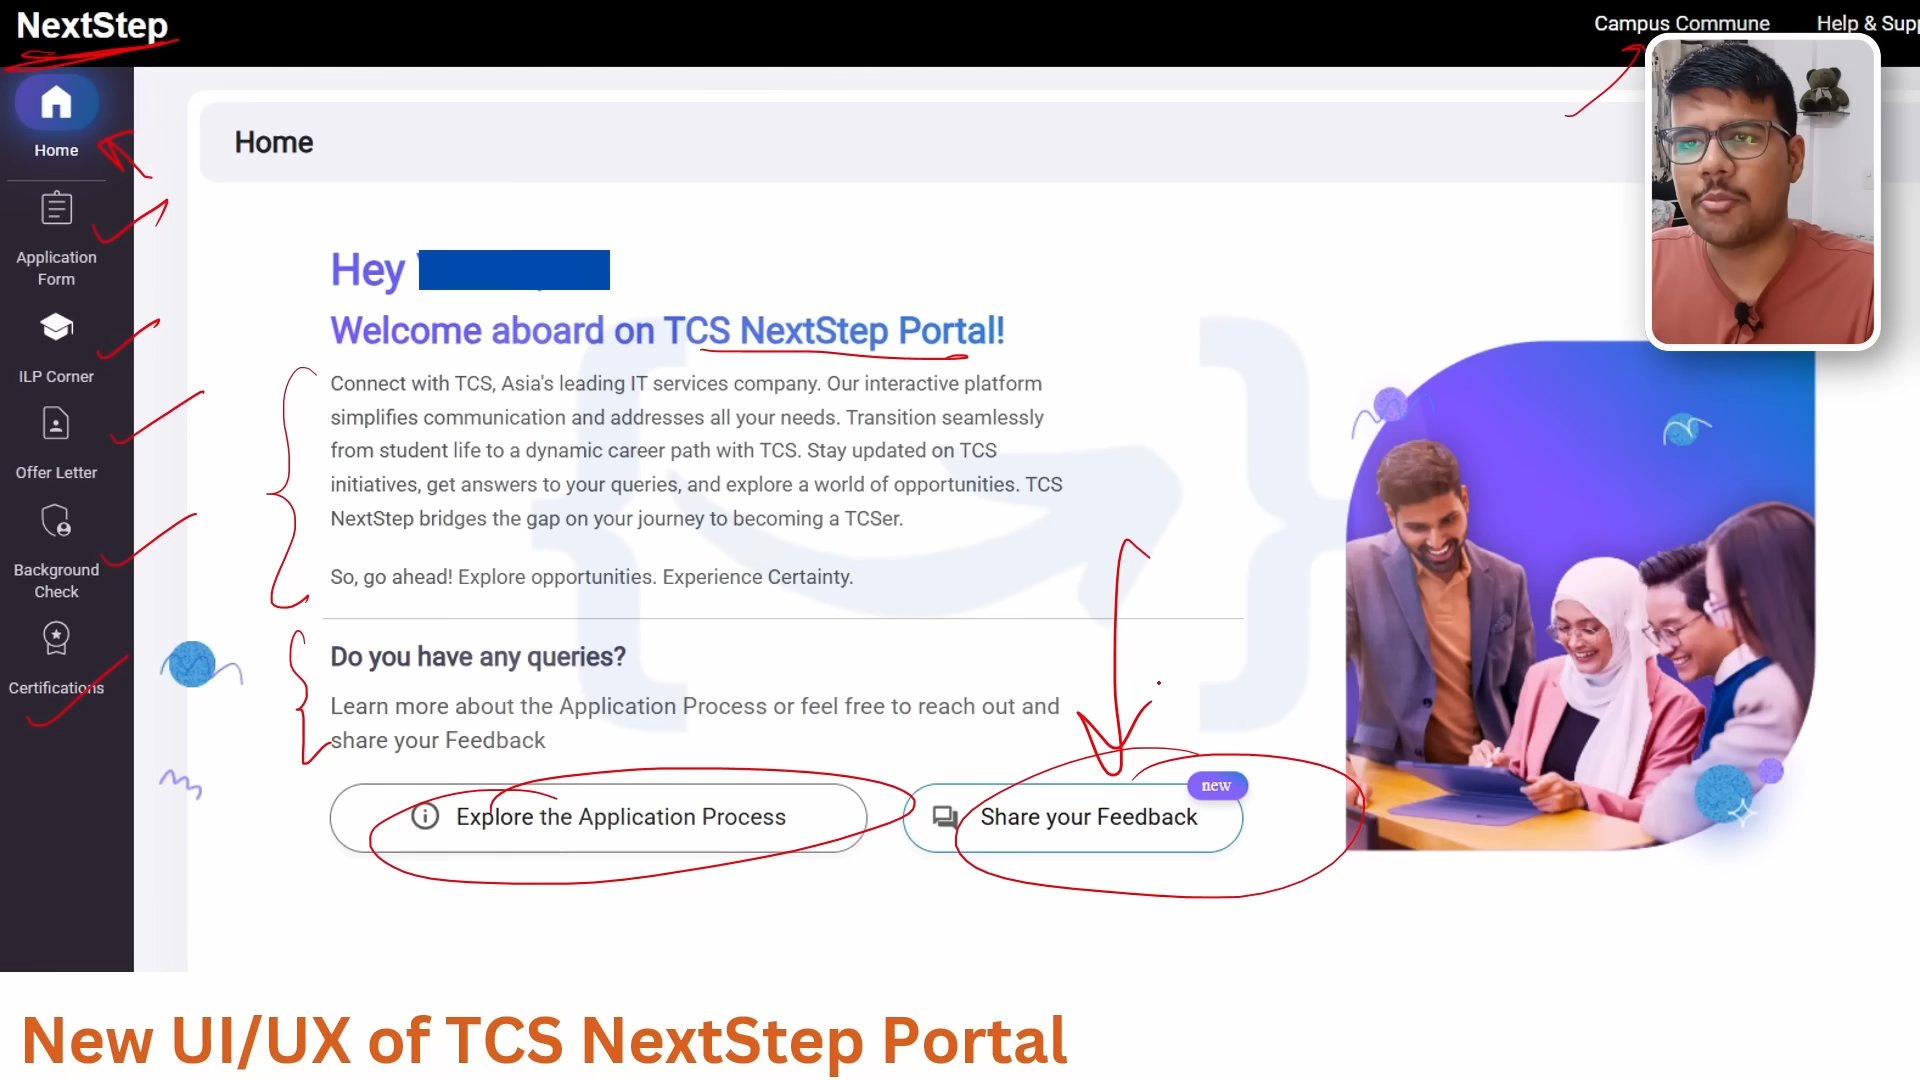 NextStep
Campus Commune
Help & Supp
Home
Home
Application
Form
ILP Corner
Offer Letter
Background
Check
Certifications
Hey
Welcome aboard on TCS NextStep Portal!
Connect with TCS, Asia's leading IT services company. Our interactive platform
simplifies communication and addresses all your needs. Transition seamlessly
from student life to a dynamic career path with TCS. Stay updated on TCS
initiatives, get answers to your queries, and explore a world of opportunities. TCS
NextStep bridges the gap on your journey to becoming a TCSer.
So, go ahead! Explore opportunities. Experience Certainty.
Do you have any queries?
Learn more about the Application Process or feel free to reach out and
share your Feedback
Explore the Application Process
Share your Feedback
new
New UI/UX of TCS NextStep Portal